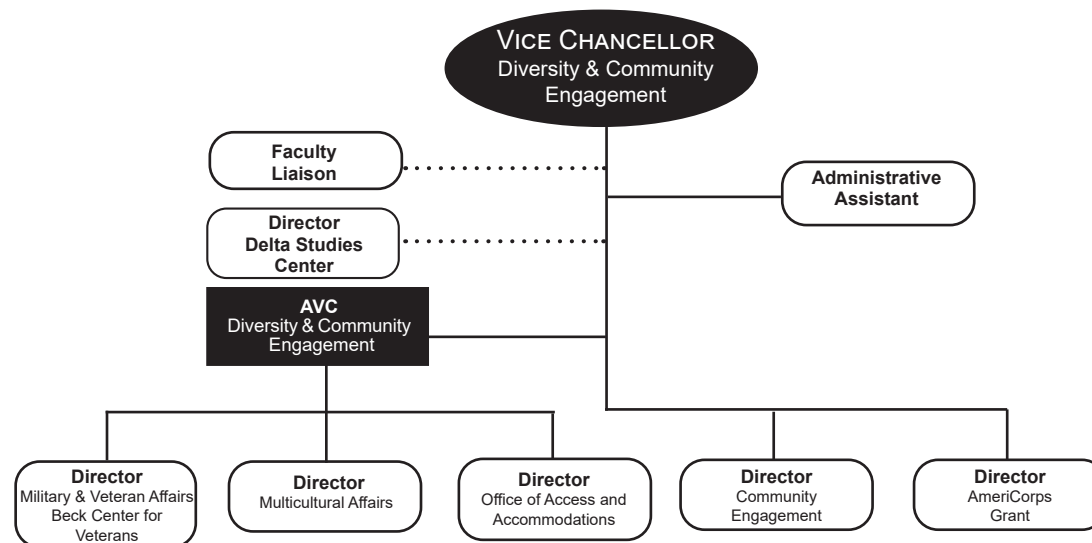 VICE CHANCELLOR
Diversity & Community
Engagement
Faculty
Liaison
Administrative
Assistant
Director
Delta Studies
Center
AVC
Diversity & Community
Engagement
Director
Military & Veteran Affairs
Beck Center for
Veterans
Director
Multicultural Affairs
Director
Office of Access and
Accommodations
Director
Community
Engagement
Director
AmeriCorps
Grant